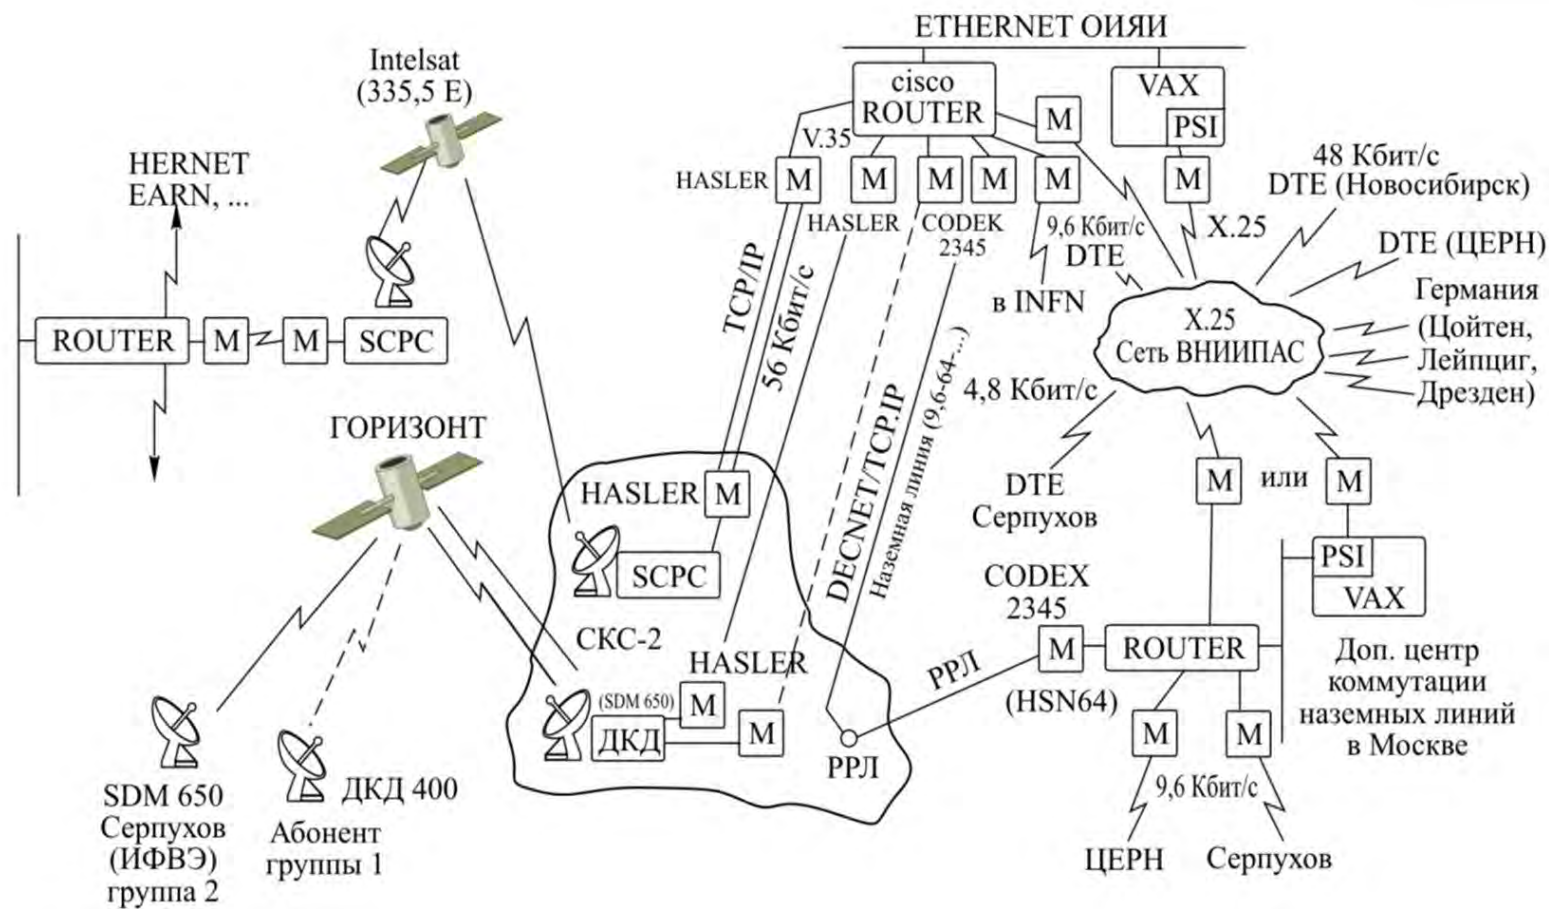 ETHERNET ОИЯИ
Intelsat
(335,5 E)
cisco
ROUTER
VAX
PSI
M
V.35
HASLER
M
M
M
M
M
M
HASLER
CODEK
2345
9,6 Кбит/с
DTE
в INFN
X.25
48 Кбит/с
DTE (Новосибирск)
DTE (ЦЕРН)
Германия
(Цойтен,
Лейпциг,
Дрезден)
X.25
Сеть ВНИИПАС
4,8 Кбит/с
DTE
Серпухов
HERNET
EARN, ...
ROUTER
M
M
SCPC
ГОРИЗОНТ
TCP/IP
56 Кбит/с
DECNET/TCP.IP
Наземная линия (9,6-64-...)
HASLER
M
SCPC
СКС-2
HASLER
(SDM 650)
M
ДКД
M
РРЛ
РРЛ
M
или
M
PSI
VAX
CODEX
2345
M
(HSN64)
ROUTER
M
M
9,6 Кбит/с
ЦЕРН
Серпухов
Доп. центр
коммутации
наземных линий
в Москве
SDM 650
Серпухов
(ИФВЭ)
группа 2
ДКД 400
Абонент
группы 1